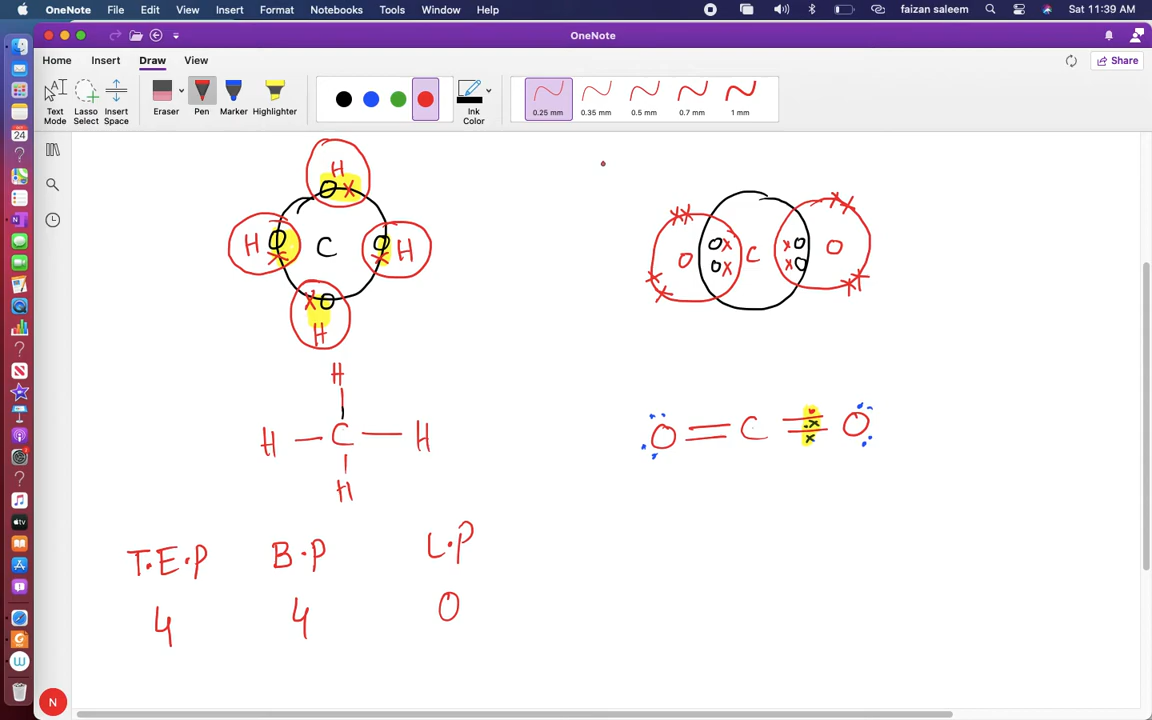 OneNote File Edit View Insert Format Notebooks Tools Window Help faizan saleem Sat 11:39 AM
OneNote
Home Insert Draw View Share
Text Mode Lasso Select Insert Space Eraser Pen Marker Highlighter Ink Color 0.25 mm 0.35 mm 0.5 mm 0.7 mm 1 mm
H
H C H
H
O C O
H
H C H
H
O = C = O
T.E.P B.P L.P
4 4 0
24
N